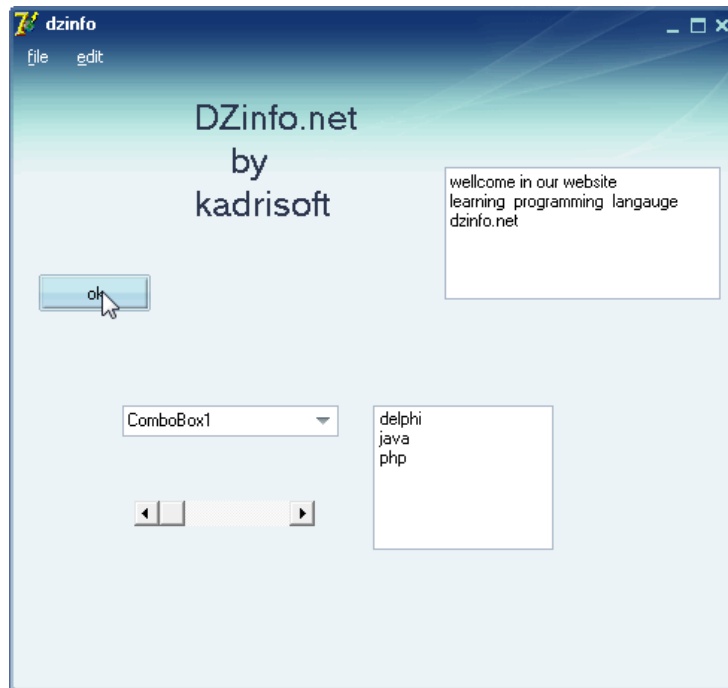 dzinfo
file edit
DZinfo.net
by
kadrisoft
wellcome in our website
learning programming langauge
dzinfo.net
ok
ComboBox1
delphi
java
php